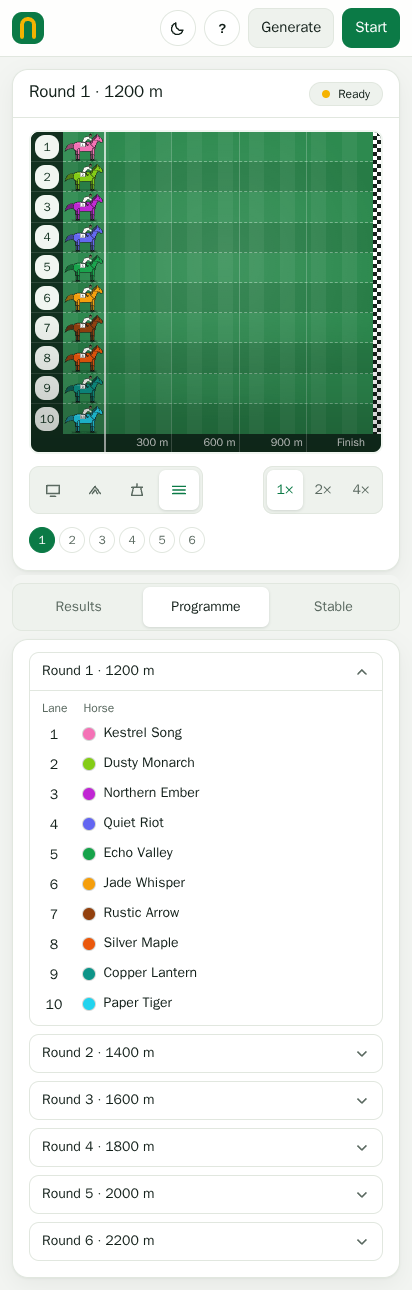 ? Generate Start
Round 1 · 1200 m Ready
1
2
3
4
5
6
7
8
9
10
300 m 600 m 900 m Finish
1× 2× 4×
1 2 3 4 5 6
Results Programme Stable
Round 1 · 1200 m
Lane Horse
1 Kestrel Song
2 Dusty Monarch
3 Northern Ember
4 Quiet Riot
5 Echo Valley
6 Jade Whisper
7 Rustic Arrow
8 Silver Maple
9 Copper Lantern
10 Paper Tiger
Round 2 · 1400 m
Round 3 · 1600 m
Round 4 · 1800 m
Round 5 · 2000 m
Round 6 · 2200 m